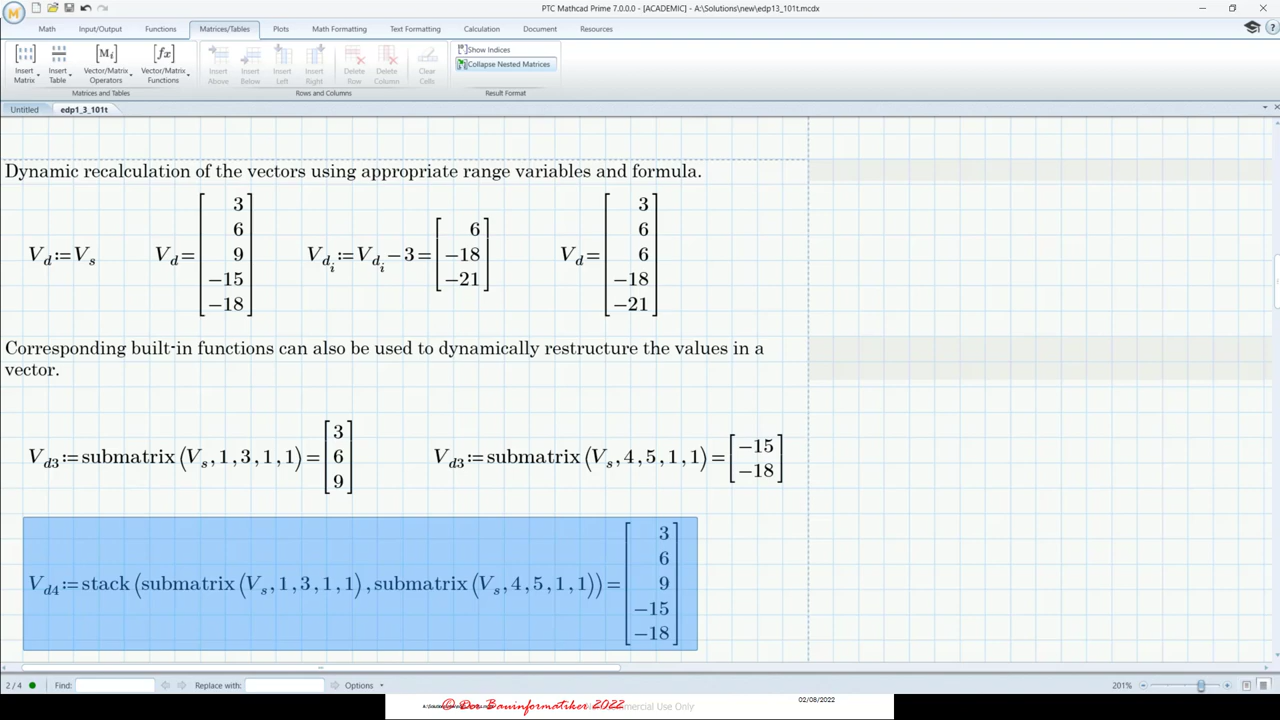 PTC Mathcad Prime 7.0.0.0 - [ACADEMIC] - A:\Solutions\new\edp13_101t.mcdx
Math Input/Output Functions Matrices/Tables Plots Math Formatting Text Formatting Calculation Document Resources
Insert Matrix
Insert Table
Vector/Matrix Operators
Vector/Matrix Functions
Insert Above
Insert Below
Insert Left
Insert Right
Delete Row
Delete Column
Clear Cells
Show Indices
Collapse Nested Matrices
Matrices and Tables Rows and Columns Result Format
Untitled edp1_3_101t
Dynamic recalculation of the vectors using appropriate range variables and formula.
V_d:=V_s V_d=[3 6 9 −15 −18] V_d_i:=V_d_i−3=[6 −18 −21] V_d=[3 6 6 −18 −21]
Corresponding built-in functions can also be used to dynamically restructure the values in a
vector.
V_d3:=submatrix(V_s,1,3,1,1)=[3 6 9] V_d3:=submatrix(V_s,4,5,1,1)=[−15 −18]
V_d4:=stack(submatrix(V_s,1,3,1,1),submatrix(V_s,4,5,1,1))=[3 6 9 −15 −18]
2/4 Find: Replace with: Options 201%
© Der Bauinformatiker 2022
Commercial Use Only
02/08/2022